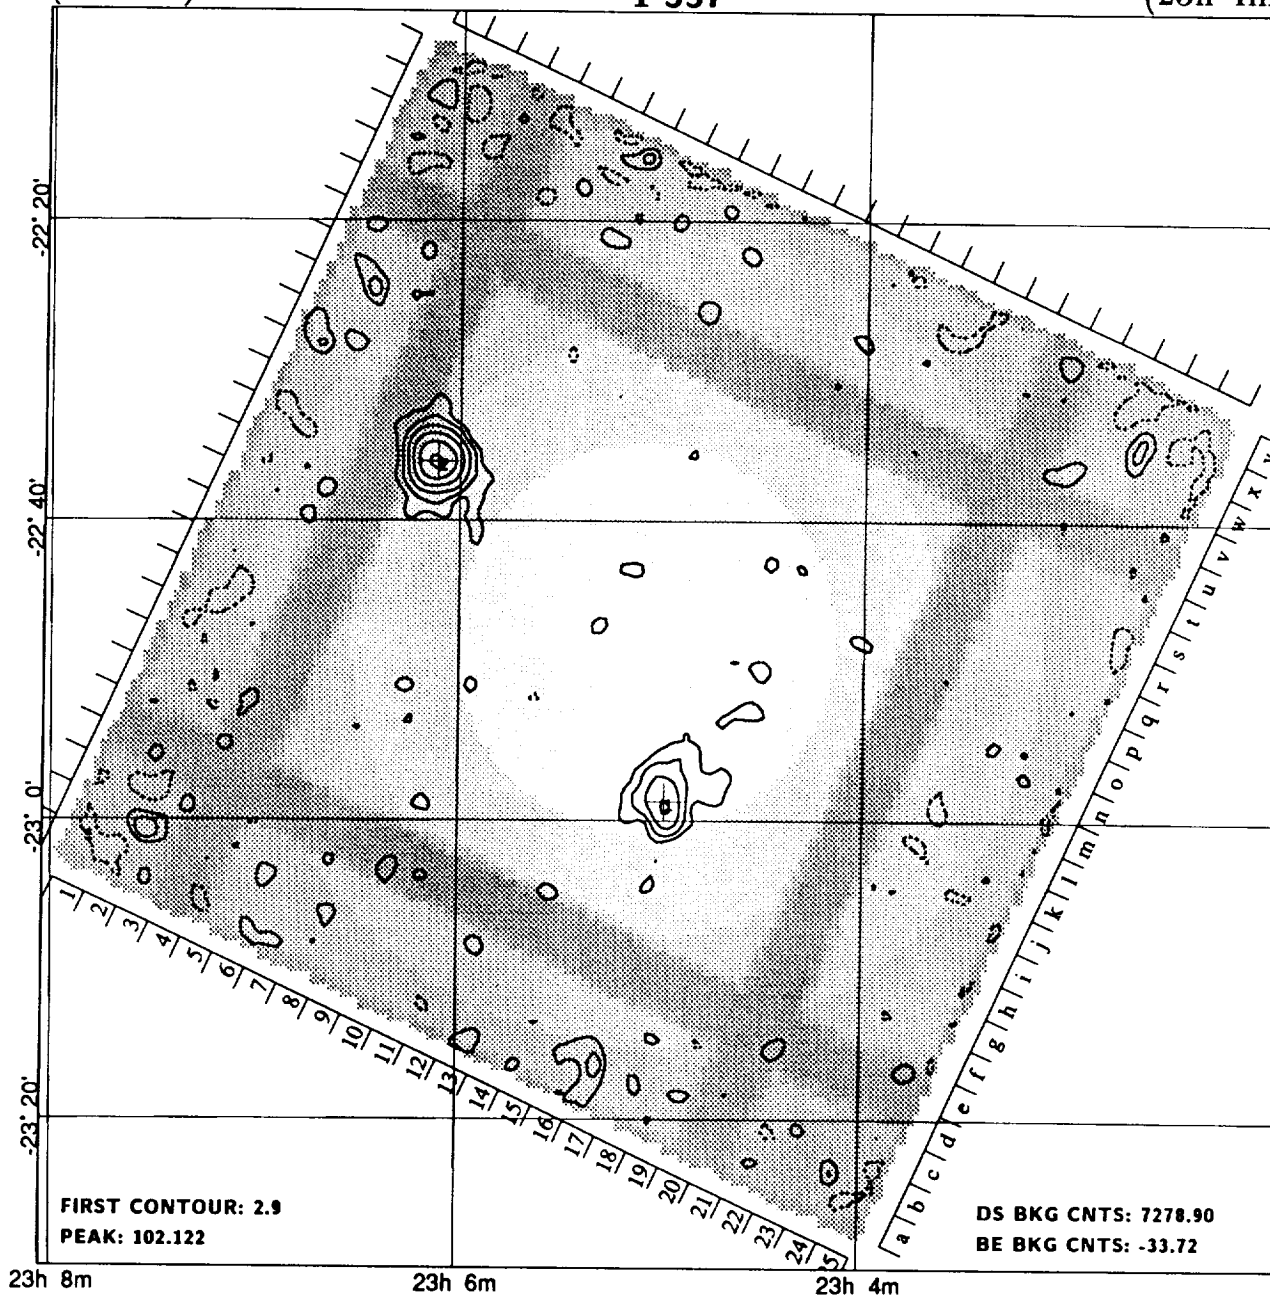 -22° 20'
-22° 40'
-23° 0'
-23° 20'
1 2 3 4 5 6 7 8 9 10 11 12 13 14 15 16 17 18 19 20 21 22 23 24 25
a b c d e f g h i j k l m n o p q r s t u v w x
FIRST CONTOUR: 2.9
PEAK: 102.122
DS BKG CNTS: 7278.90
BE BKG CNTS: -33.72
23h 8m
23h 6m
23h 4m